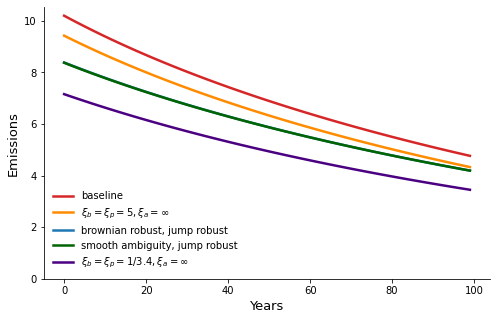 10
8
6
4
2
0
Emissions
baseline
ξ_b = ξ_p = 5, ξ_a = ∞
brownian robust, jump robust
smooth ambiguity, jump robust
ξ_b = ξ_p = 1/3.4, ξ_a = ∞
0 20 40 60 80 100
Years